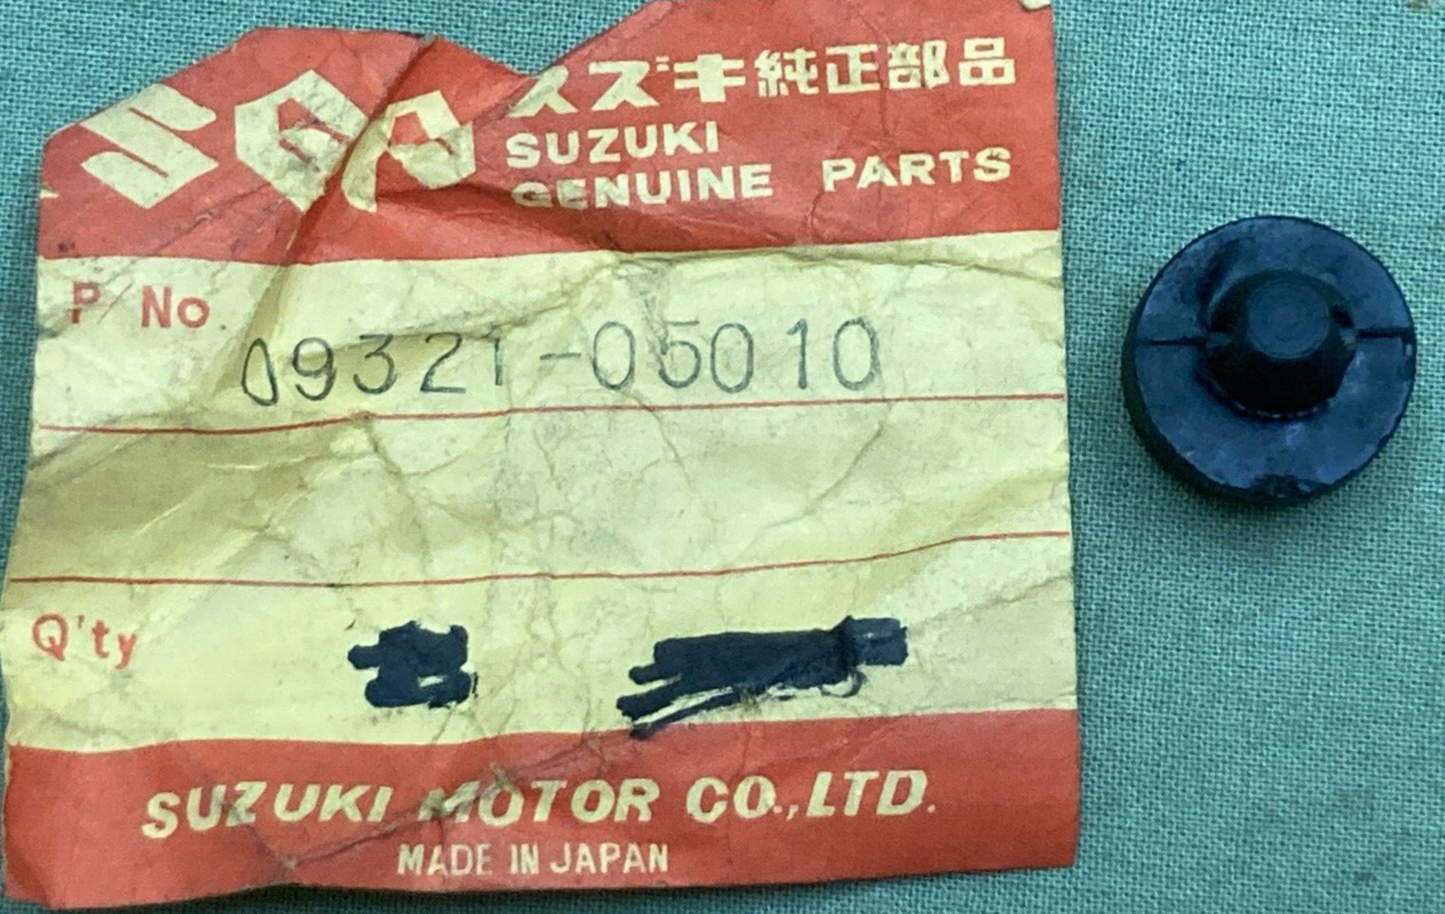 スズキ純正部品
SUZUKI
GENUINE PARTS
P/No.
09321-05010
Q'ty
SUZUKI MOTOR CO.,LTD.
MADE IN JAPAN